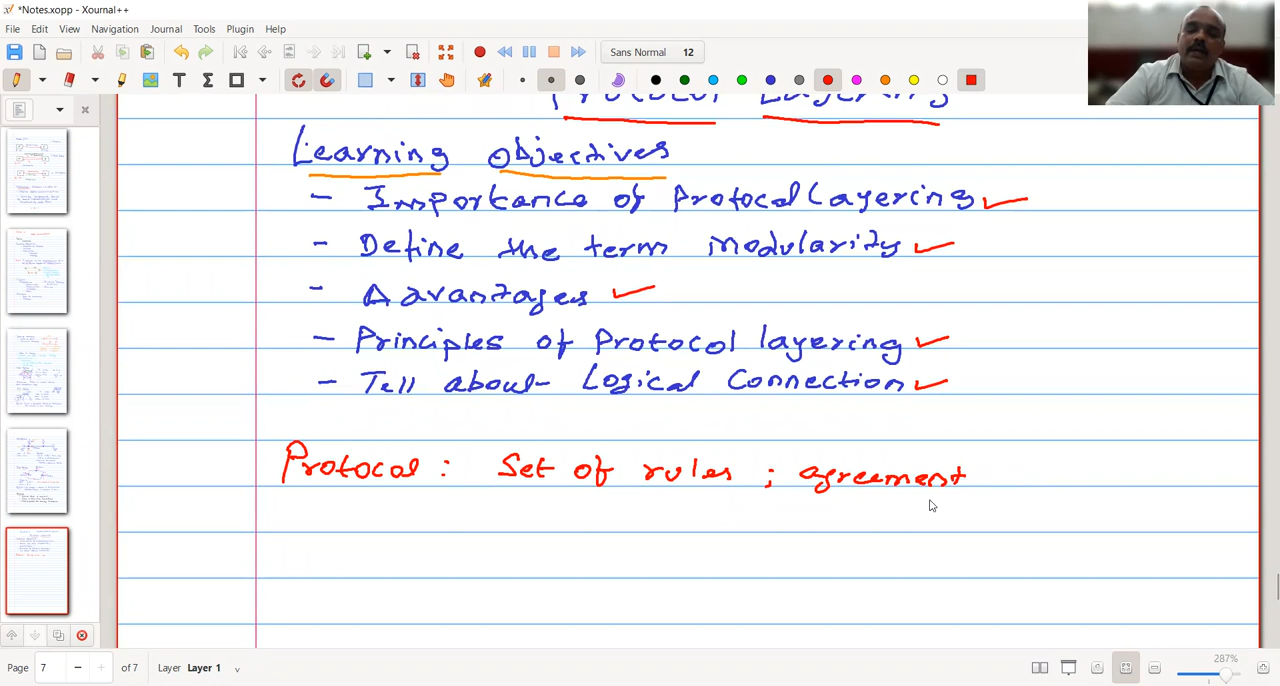 *Notes.xopp - Xournal++
File Edit View Navigation Journal Tools Plugin Help
Sans Normal 12
Protocol Layering
Learning Objectives
- Importance of Protocol Layering
- Define the term modularity
- Advantages
- Principles of Protocol layering
- Tell about Logical Connection
Protocol : Set of rules ; agreement
Page 7 of 7 Layer Layer 1
287%